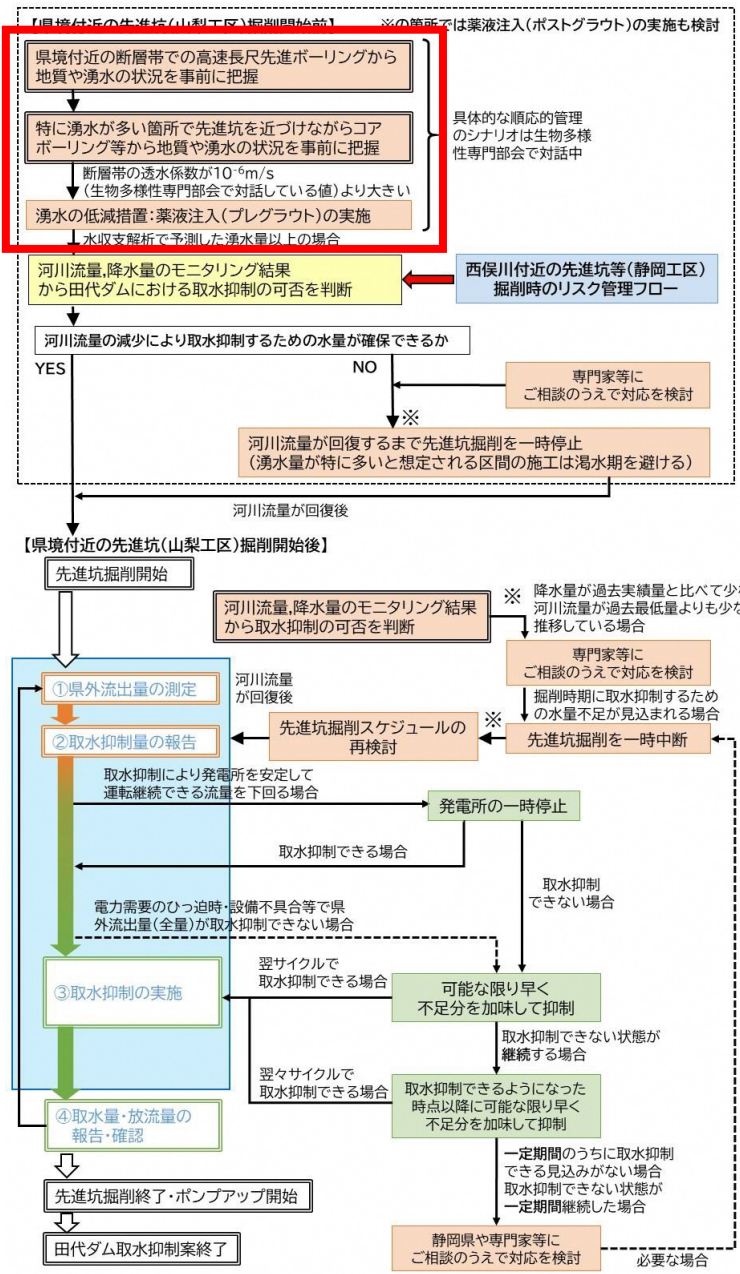 【県境付近の先進坑(山梨工区)掘削開始前】
※の箇所では薬液注入(ポストグラウト)の実施も検討
県境付近の断層帯での高速長尺先進ボーリングから
地質や湧水の状況を事前に把握
特に湧水が多い箇所で先進坑を近づけながらコア
ボーリング等から地質や湧水の状況を事前に把握
具体的な順応的管理
のシナリオは生物多様
性専門部会で対話中
断層帯の透水係数が10⁻⁶m/s
(生物多様性専門部会で対話している値)より大きい
湧水の低減措置:薬液注入(プレグラウト)の実施
水収支解析で予測した湧水量以上の場合
河川流量,降水量のモニタリング結果
から田代ダムにおける取水抑制の可否を判断
西俣川付近の先進坑等(静岡工区)
掘削時のリスク管理フロー
河川流量の減少により取水抑制するための水量が確保できるか
YES
NO
専門家等に
ご相談のうえで対応を検討
※
河川流量が回復するまで先進坑掘削を一時停止
(湧水量が特に多いと想定される区間の施工は渇水期を避ける)
河川流量が回復後
【県境付近の先進坑(山梨工区)掘削開始後】
先進坑掘削開始
河川流量,降水量のモニタリング結果
から取水抑制の可否を判断
※
降水量が過去実績量と比べて少な
河川流量が過去最低量よりも少な
推移している場合
専門家等に
ご相談のうえで対応を検討
①県外流出量の測定
河川流量
が回復後
掘削時期に取水抑制するため
の水量不足が見込まれる場合
②取水抑制量の報告
先進坑掘削スケジュールの
再検討
※
先進坑掘削を一時中断
取水抑制により発電所を安定して
運転継続できる流量を下回る場合
発電所の一時停止
取水抑制できる場合
取水抑制
できない場合
電力需要のひっ迫時・設備不具合等で県
外流出量(全量)が取水抑制できない場合
③取水抑制の実施
翌サイクルで
取水抑制できる場合
可能な限り早く
不足分を加味して抑制
取水抑制できない状態が
継続する場合
翌々サイクルで
取水抑制できる場合
取水抑制できるようになった
時点以降に可能な限り早く
不足分を加味して抑制
④取水量・放流量の
報告・確認
一定期間のうちに取水抑制
できる見込みがない場合
取水抑制できない状態が
一定期間継続した場合
先進坑掘削終了・ポンプアップ開始
田代ダム取水抑制案終了
静岡県や専門家等に
ご相談のうえで対応を検討
必要な場合